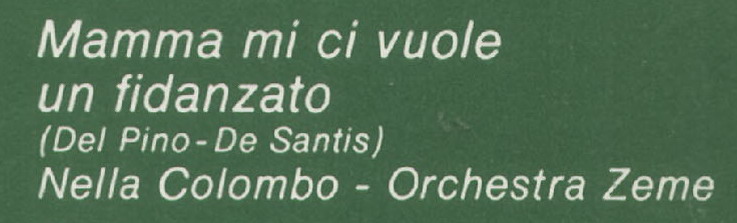 Mamma mi ci vuole
un fidanzato
(Del Pino-De Santis)
Nella Colombo - Orchestra Zeme